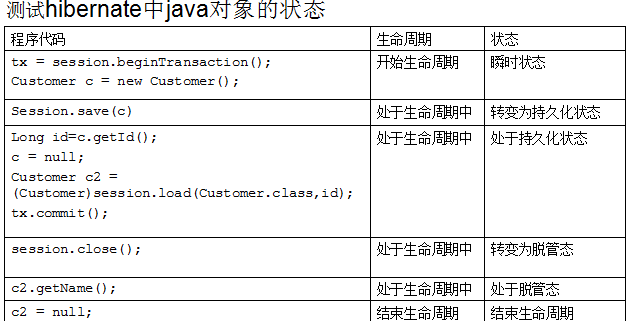 测试hibernate中java对象的状态
程序代码 生命周期 状态
tx = session.beginTransaction(); 开始生命周期 瞬时状态
Customer c = new Customer();
Session.save(c) 处于生命周期中 转变为持久化状态
Long id=c.getId(); 处于生命周期中 处于持久化状态
c = null;
Customer c2 =
(Customer)session.load(Customer.class,id);
tx.commit();
session.close(); 处于生命周期中 转变为脱管态
c2.getName(); 处于生命周期中 处于脱管态
c2 = null; 结束生命周期 结束生命周期